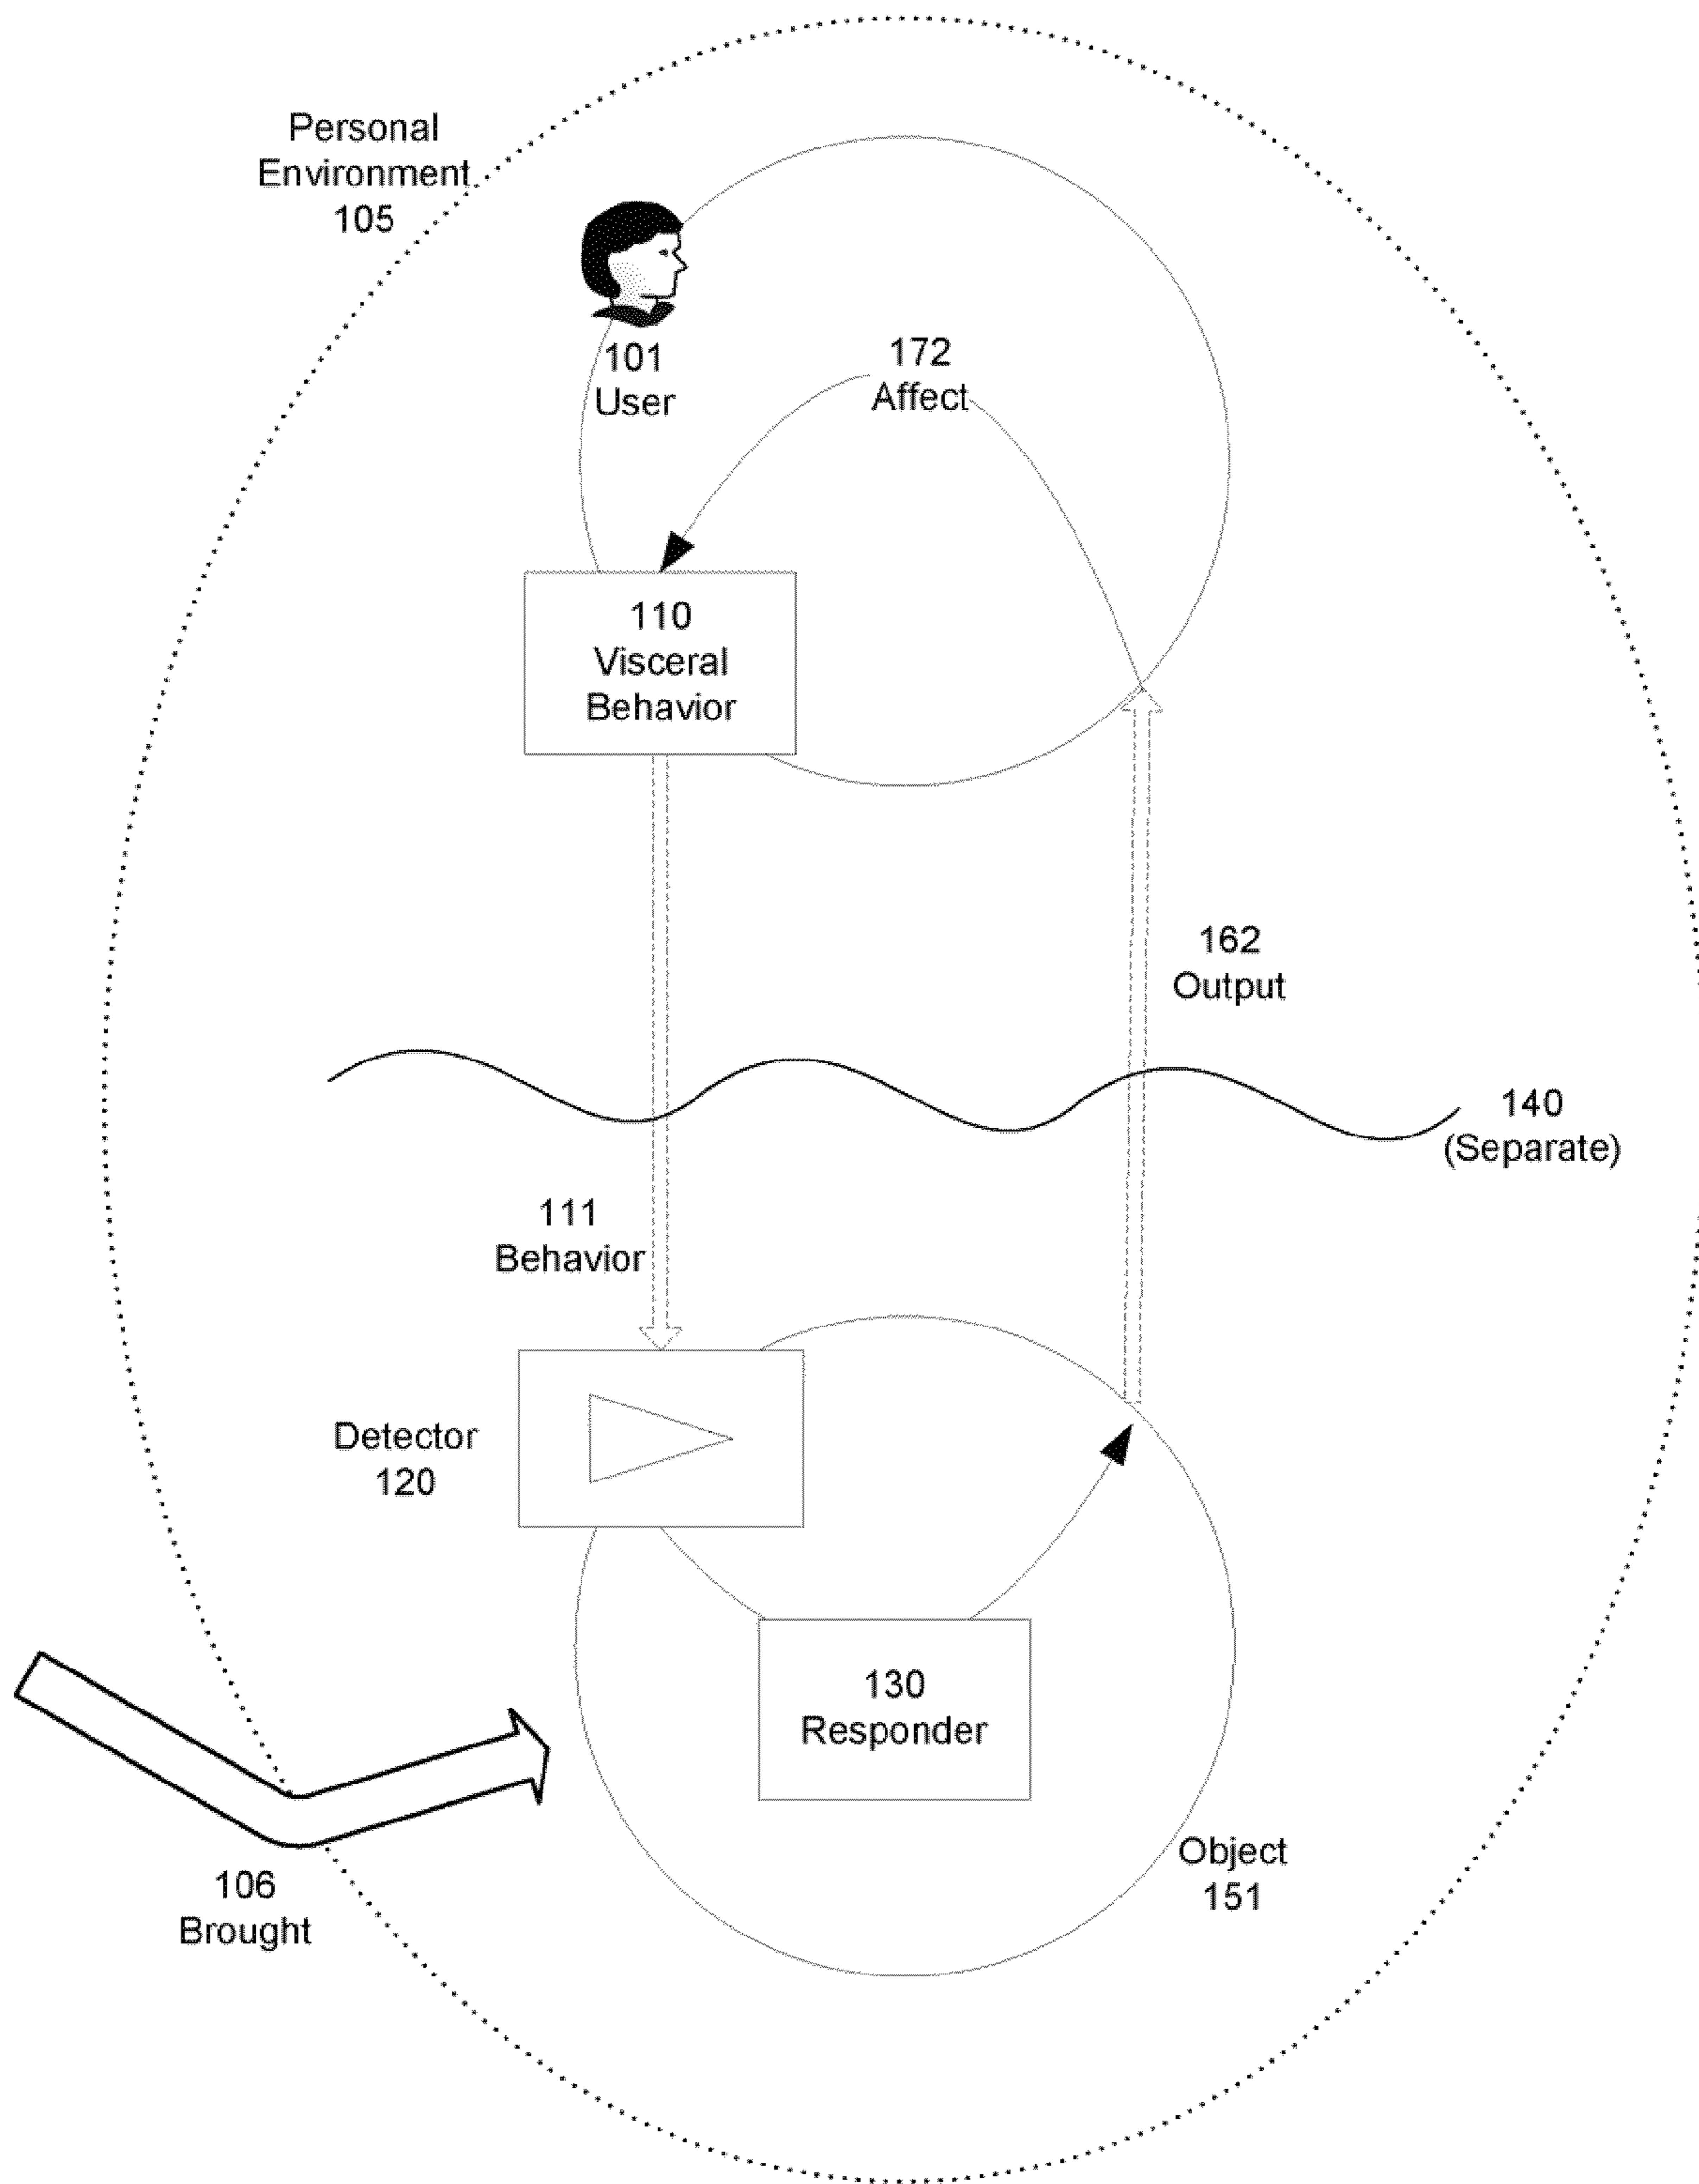 Personal
Environment
105
101
User
172
Affect
110
Visceral
Behavior
162
Output
140
(Separate)
111
Behavior
Detector
120
130
Responder
Object
151
106
Brought